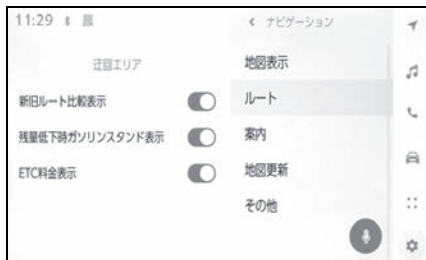 11:29
迂回エリア
新旧ルート比較表示
残量低下時ガソリンスタンド表示
ETC料金表示
ナビゲーション
地図表示
ルート
案内
地図更新
その他